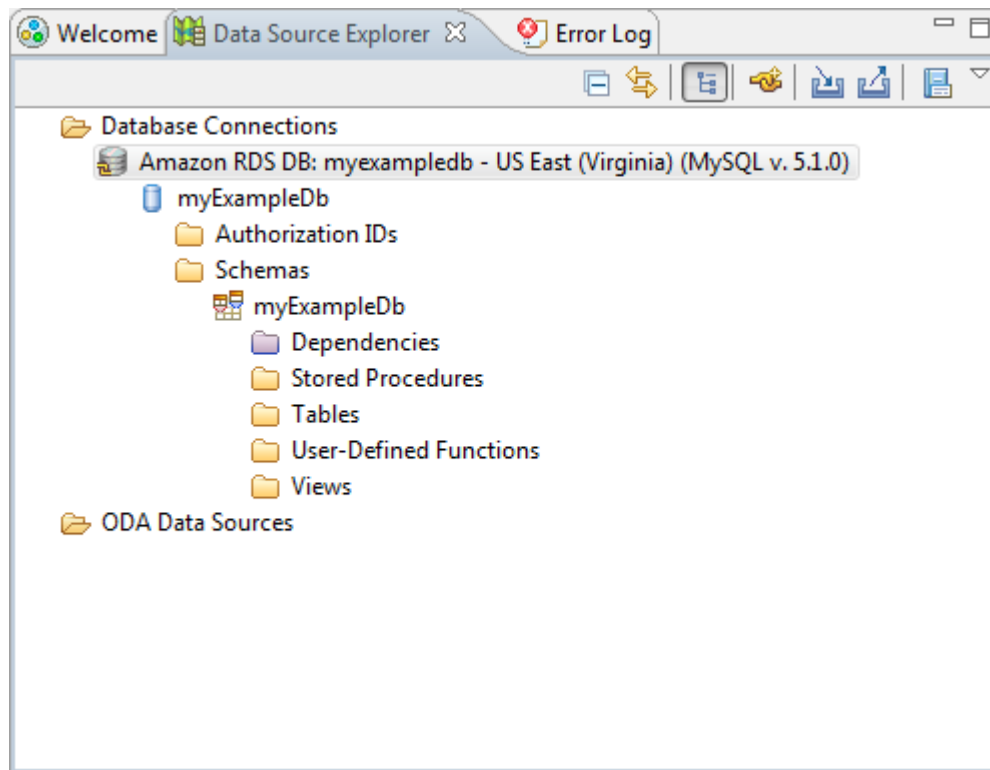 Welcome Data Source Explorer Error Log
Database Connections
Amazon RDS DB: myexampledb - US East (Virginia) (MySQL v. 5.1.0)
myExampleDb
Authorization IDs
Schemas
myExampleDb
Dependencies
Stored Procedures
Tables
User-Defined Functions
Views
ODA Data Sources